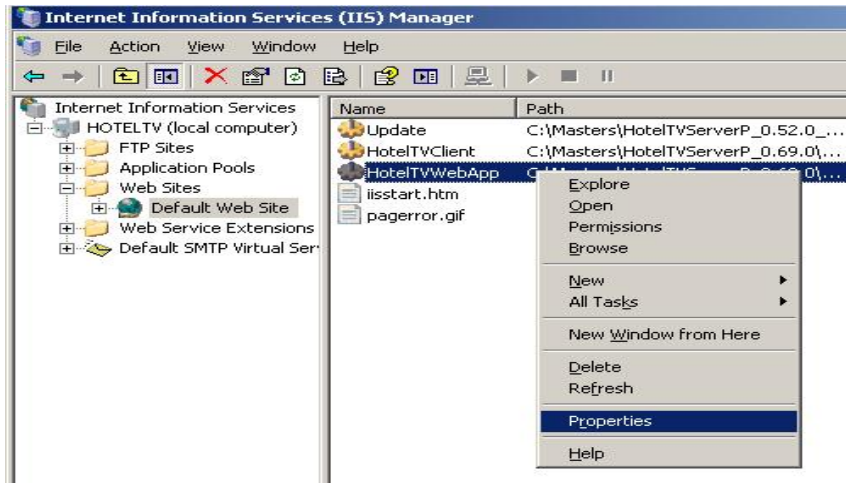 Internet Information Services (IIS) Manager
File Action View Window Help
Internet Information Services
HOTELTV (local computer)
FTP Sites
Application Pools
Web Sites
Default Web Site
Web Service Extensions
Default SMTP Virtual Ser
Name Path
Update C:\Masters\HotelTVServerP_0.52.0_...
HotelTVClient C:\Masters\HotelTVServerP_0.69.0\...
HotelTVWebApp
iisstart.htm
pagerror.gif
Explore
Open
Permissions
Browse
New
All Tasks
New Window from Here
Delete
Refresh
Properties
Help